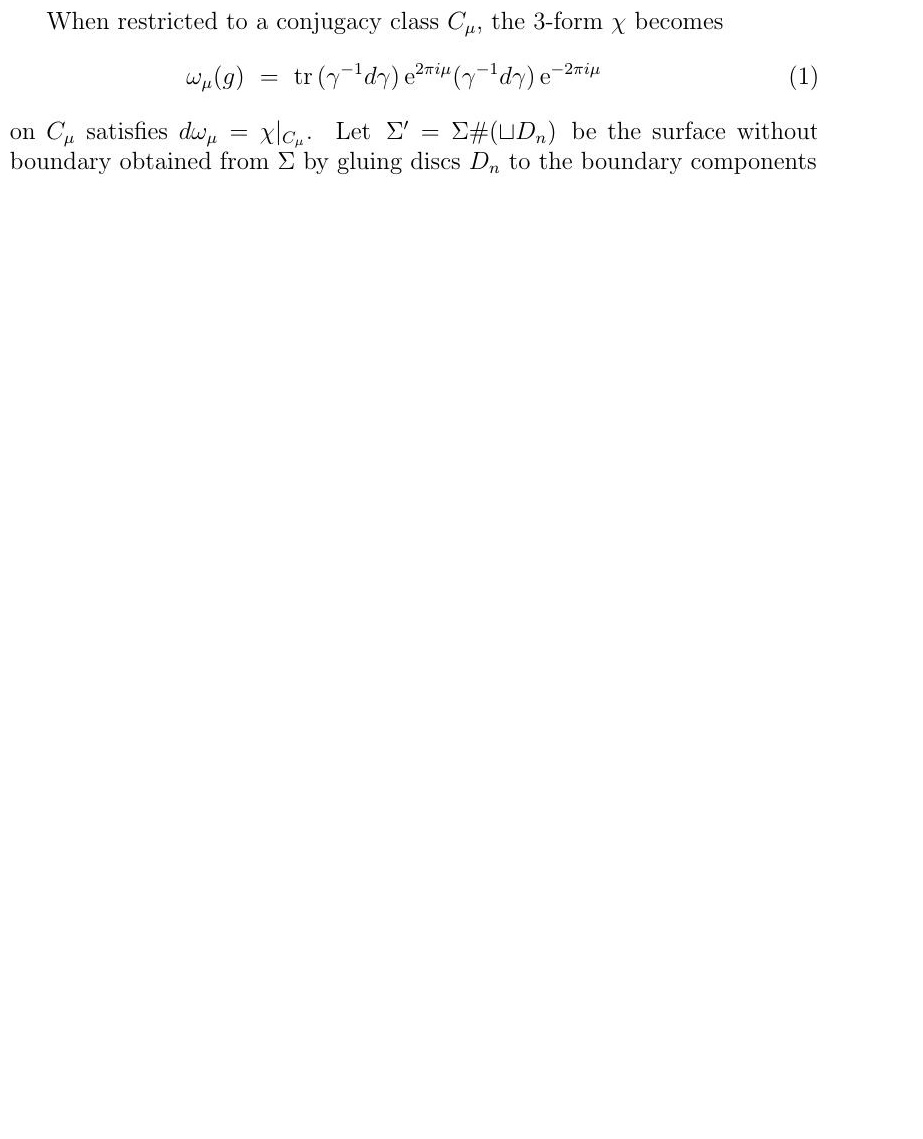 When restricted to a conjugacy class $C_\mu$, the 3-form $\chi$ becomes
$\omega_\mu(g) \;=\; \mathrm{tr}\,(\gamma^{-1}d\gamma)\,\mathrm{e}^{2\pi i\mu}(\gamma^{-1}d\gamma)\,\mathrm{e}^{-2\pi i\mu}$ (1)
on $C_\mu$ satisfies $d\omega_\mu = \chi|_{C_\mu}$. Let $\Sigma' = \Sigma\#(\sqcup D_n)$ be the surface without
boundary obtained from $\Sigma$ by gluing discs $D_n$ to the boundary components